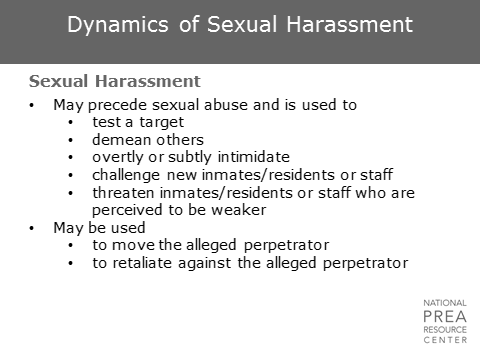 Dynamics of Sexual Harassment
Sexual Harassment
• May precede sexual abuse and is used to
• test a target
• demean others
• overtly or subtly intimidate
• challenge new inmates/residents or staff
• threaten inmates/residents or staff who are
perceived to be weaker
• May be used
• to move the alleged perpetrator
• to retaliate against the alleged perpetrator
NATIONAL
PREA
RESOURCE
CENTER